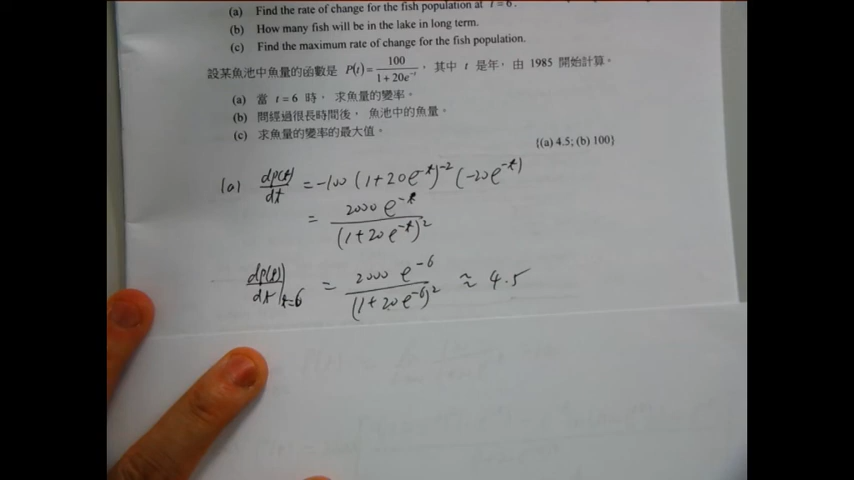 (a) Find the rate of change for the fish population at t = 6.
(b) How many fish will be in the lake in long term.
(c) Find the maximum rate of change for the fish population.
設某魚池中魚量的函數是 P(t) = 100 / (1 + 20e^{-t}), 其中 t 是年, 由 1985 開始計算。
(a) 當 t = 6 時, 求魚量的變率。
(b) 問經過很長時間後, 魚池中的魚量。
(c) 求魚量的變率的最大值。
{(a) 4.5; (b) 100}
(a) dP(t)/dt = -100 (1+20e^{-t})^{-2} (-20e^{-t})
= 2000 e^{-t} / (1+20e^{-t})^2
dP(t)/dt |_{t=6} = 2000 e^{-6} / (1+20e^{-6})^2 ≈ 4.5